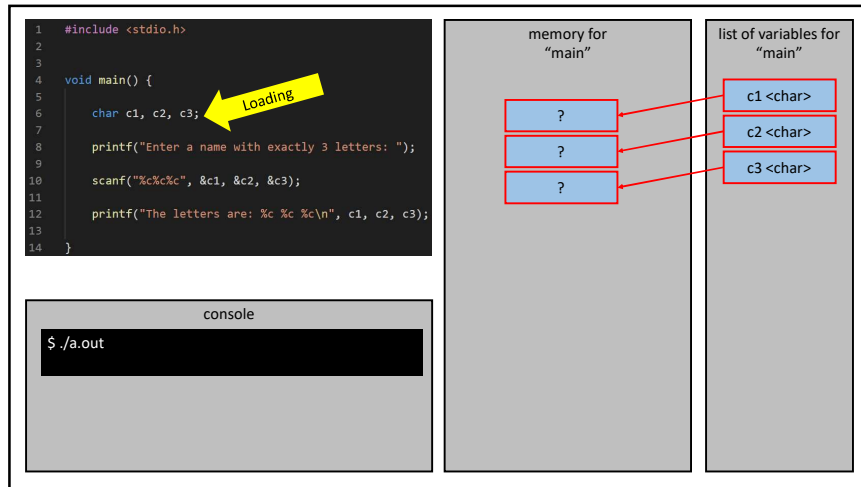 1 #include <stdio.h>
2
3
4 void main() {
5
6 char c1, c2, c3;
Loading
7
8 printf("Enter a name with exactly 3 letters: ");
9
10 scanf("%c%c%c", &c1, &c2, &c3);
11
12 printf("The letters are: %c %c %c\n", c1, c2, c3);
13
14 }
console
$ ./a.out
memory for
“main”
?
?
?
list of variables for
“main”
c1 <char>
c2 <char>
c3 <char>